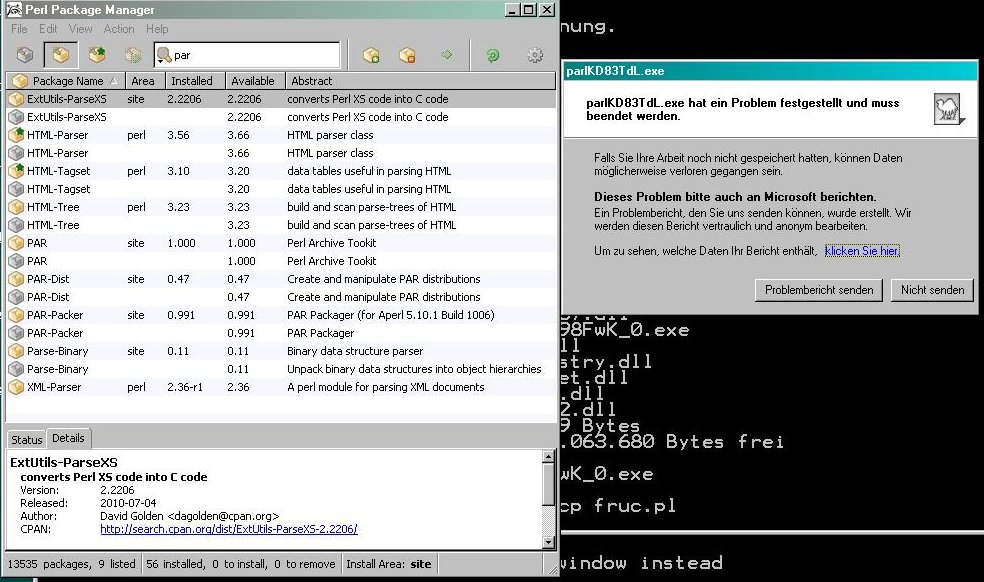 Perl Package Manager
File Edit View Action Help
par
Package Name Area Installed Available Abstract
ExtUtils-ParseXS site 2.2206 2.2206 converts Perl XS code into C code
ExtUtils-ParseXS 2.2206 converts Perl XS code into C code
HTML-Parser perl 3.56 3.66 HTML parser class
HTML-Parser 3.66 HTML parser class
HTML-Tagset perl 3.10 3.20 data tables useful in parsing HTML
HTML-Tagset 3.20 data tables useful in parsing HTML
HTML-Tree perl 3.23 3.23 build and scan parse-trees of HTML
HTML-Tree 3.23 build and scan parse-trees of HTML
PAR site 1.000 1.000 Perl Archive Tookit
PAR 1.000 Perl Archive Tookit
PAR-Dist site 0.47 0.47 Create and manipulate PAR distributions
PAR-Dist 0.47 Create and manipulate PAR distributions
PAR-Packer site 0.991 0.991 PAR Packager (for Aperl 5.10.1 Build 1006)
PAR-Packer 0.991 PAR Packager
Parse-Binary site 0.11 0.11 Binary data structure parser
Parse-Binary 0.11 Unpack binary data structures into object hierarchies
XML-Parser perl 2.36-r1 2.36 A perl module for parsing XML documents
Status Details
ExtUtils-ParseXS
converts Perl XS code into C code
Version: 2.2206
Released: 2010-07-04
Author: David Golden <dagolden@cpan.org>
CPAN: http://search.cpan.org/dist/ExtUtils-ParseXS-2.2206/
13535 packages, 9 listed 56 installed, 0 to install, 0 to remove Install Area: site
nung.
parlKD83TdL.exe
parlKD83TdL.exe hat ein Problem festgestellt und muss
beendet werden.
Falls Sie Ihre Arbeit noch nicht gespeichert hatten, können Daten
möglicherweise verloren gegangen sein.
Dieses Problem bitte auch an Microsoft berichten.
Ein Problembericht, den Sie uns senden können, wurde erstellt. Wir
werden diesen Bericht vertraulich und anonym bearbeiten.
Um zu sehen, welche Daten Ihr Bericht enthält, klicken Sie hier.
Problembericht senden Nicht senden
98FwK_0.exe
ll
stry.dll
et.dll
.dll
2.dll
9 Bytes
.063.680 Bytes frei
wK_0.exe
cp fruc.pl
window instead